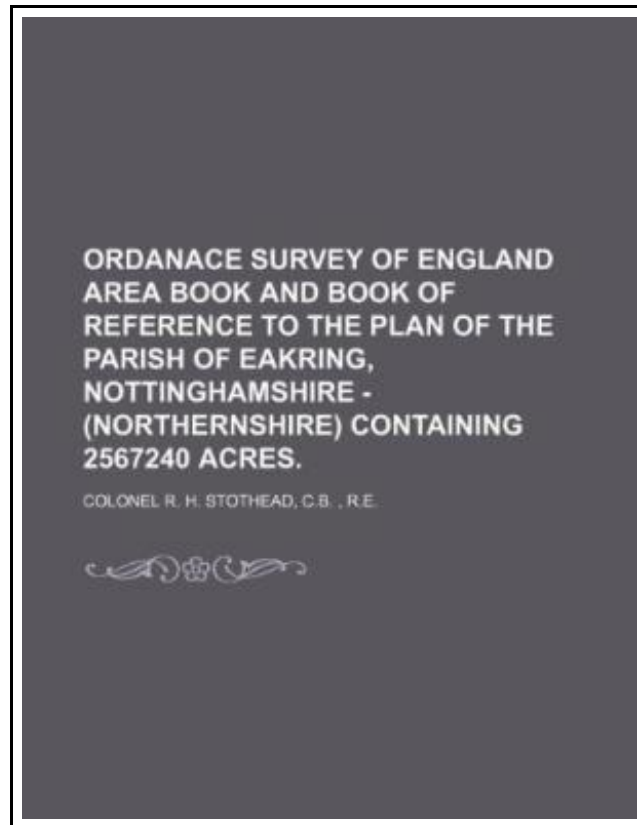 ORDANACE SURVEY OF ENGLAND
AREA BOOK AND BOOK OF
REFERENCE TO THE PLAN OF THE
PARISH OF EAKRING,
NOTTINGHAMSHIRE -
(NORTHERNSHIRE) CONTAINING
2567240 ACRES.
COLONEL R. H. STOTHEAD, C.B. , R.E.